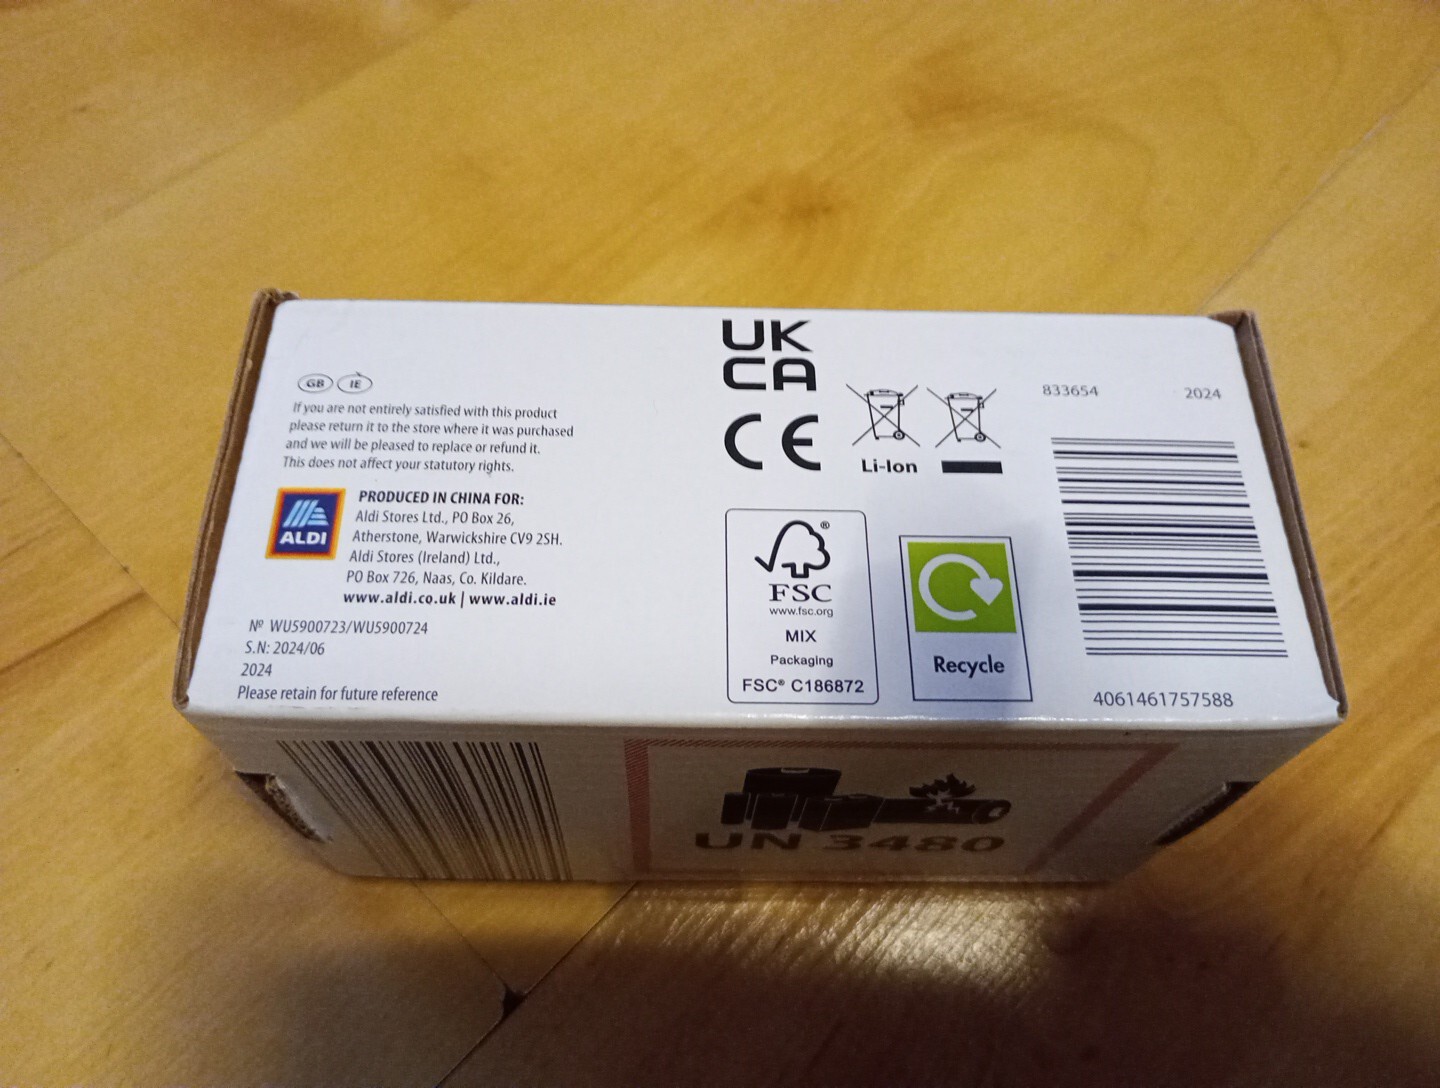 GB IE
If you are not entirely satisfied with this product
please return it to the store where it was purchased
and we will be pleased to replace or refund it.
This does not affect your statutory rights.
ALDI
PRODUCED IN CHINA FOR:
Aldi Stores Ltd., PO Box 26,
Atherstone, Warwickshire CV9 2SH.
Aldi Stores (Ireland) Ltd.,
PO Box 726, Naas, Co. Kildare.
www.aldi.co.uk | www.aldi.ie
Nº WU5900723/WU5900724
S.N: 2024/06
2024
Please retain for future reference
UK
CA
CE
Li-Ion
FSC
www.fsc.org
MIX
Packaging
FSC® C186872
Recycle
833654 2024
4061461757588
UN 3480